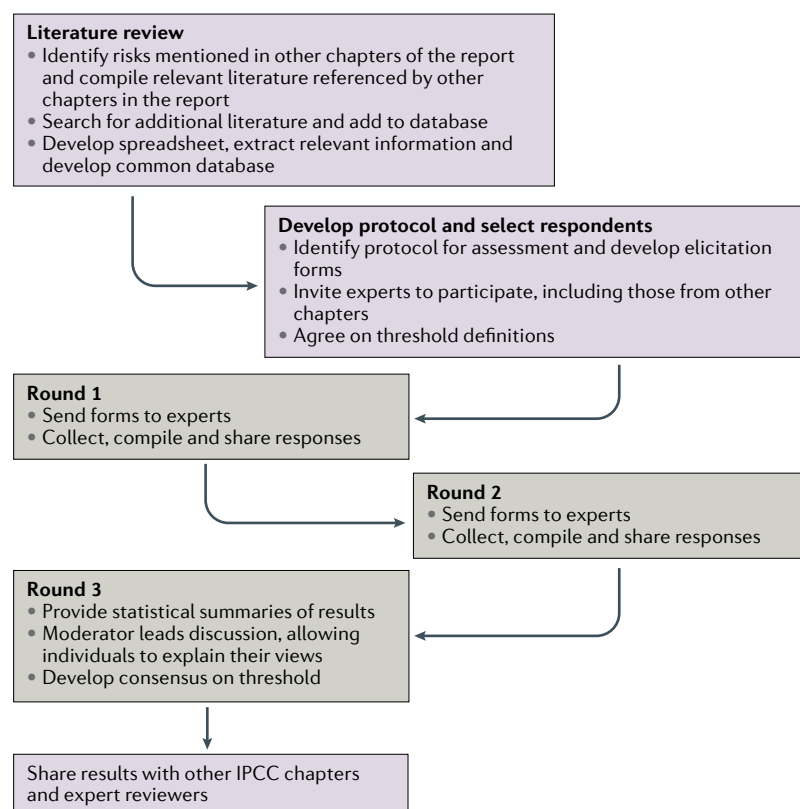 Literature review
• Identify risks mentioned in other chapters of the report
and compile relevant literature referenced by other
chapters in the report
• Search for additional literature and add to database
• Develop spreadsheet, extract relevant information and
develop common database
Develop protocol and select respondents
• Identify protocol for assessment and develop elicitation
forms
• Invite experts to participate, including those from other
chapters
• Agree on threshold definitions
Round 1
• Send forms to experts
• Collect, compile and share responses
Round 2
• Send forms to experts
• Collect, compile and share responses
Round 3
• Provide statistical summaries of results
• Moderator leads discussion, allowing
individuals to explain their views
• Develop consensus on threshold
Share results with other IPCC chapters
and expert reviewers